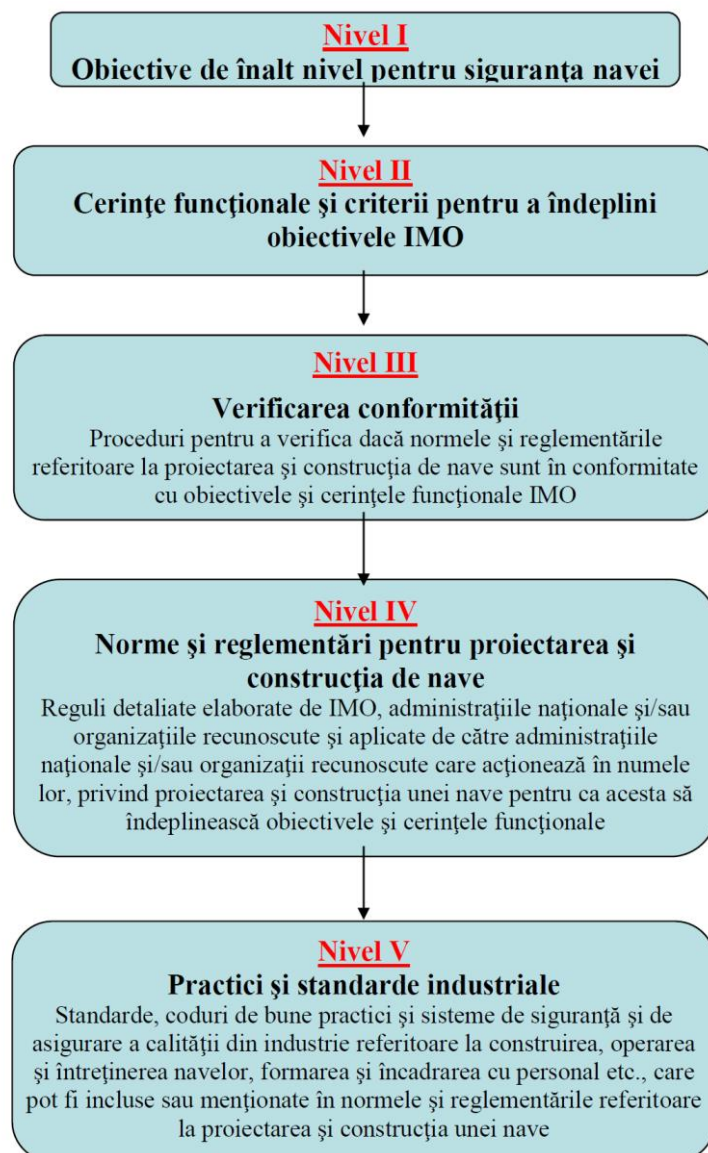 Nivel I
Obiective de înalt nivel pentru siguranţa navei
Nivel II
Cerinţe funcţionale şi criterii pentru a îndeplini
obiectivele IMO
Nivel III
Verificarea conformităţii
Proceduri pentru a verifica dacă normele şi reglementările
referitoare la proiectarea şi construcţia de nave sunt în conformitate
cu obiectivele şi cerinţele funcţionale IMO
Nivel IV
Norme şi reglementări pentru proiectarea şi
construcţia de nave
Reguli detaliate elaborate de IMO, administraţiile naţionale şi/sau
organizaţiile recunoscute şi aplicate de către administraţiile
naţionale şi/sau organizaţii recunoscute care acţionează în numele
lor, privind proiectarea şi construcţia unei nave pentru ca acesta să
îndeplinească obiectivele şi cerinţele funcţionale
Nivel V
Practici şi standarde industriale
Standarde, coduri de bune practici şi sisteme de siguranţă şi de
asigurare a calităţii din industrie referitoare la construirea, operarea
şi întreţinerea navelor, formarea şi încadrarea cu personal etc., care
pot fi incluse sau menţionate în normele şi reglementările referitoare
la proiectarea şi construcţia unei nave